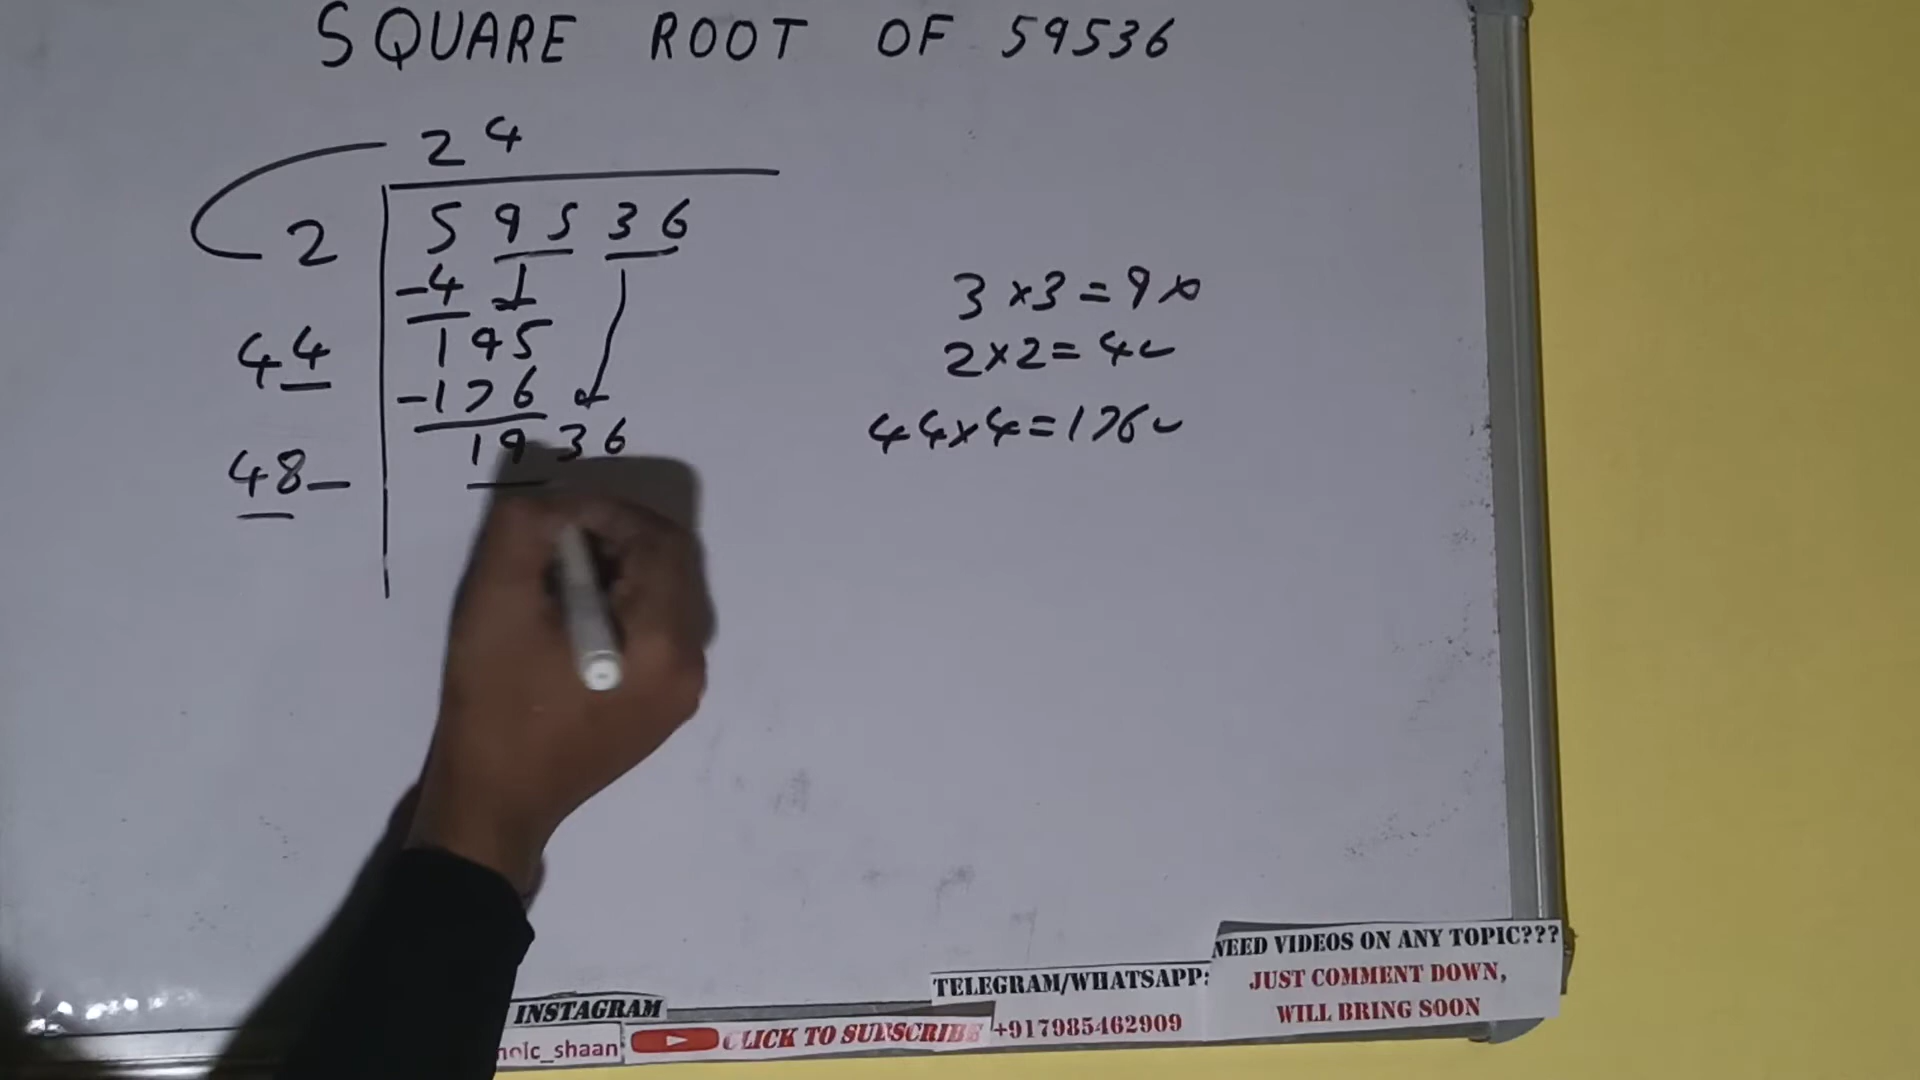 SQUARE ROOT OF 59536
24
2 59536
-4
195
44 -176
1936
48_
3×3=9×
2×2=4✓
44×4=176✓
NEED VIDEOS ON ANY TOPIC???
JUST COMMENT DOWN,
WILL BRING SOON
TELEGRAM/WHATSAPP:
+917985462909
INSTAGRAM
CLICK TO SUBSCRIBE